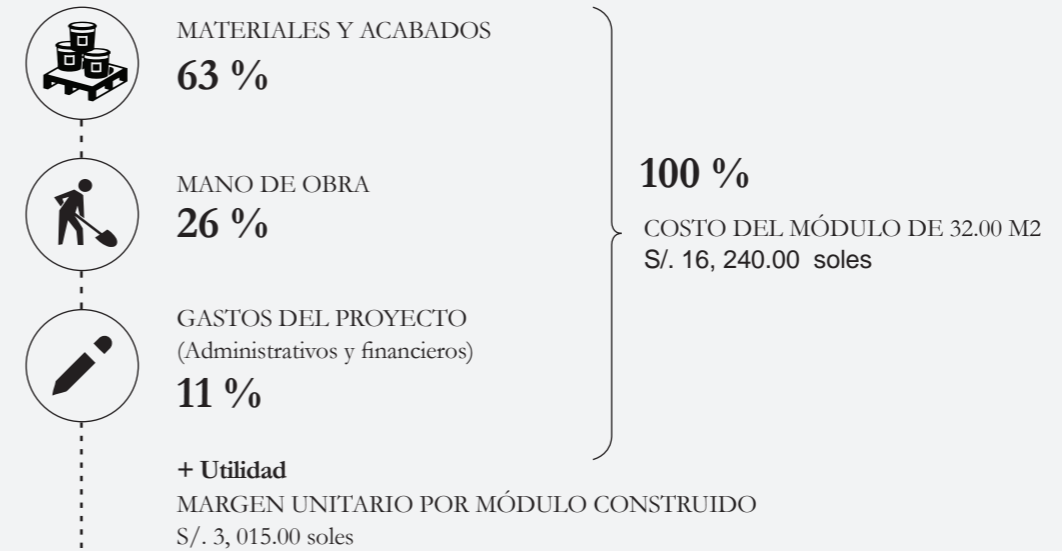 MATERIALES Y ACABADOS
63 %
MANO DE OBRA
26 %
GASTOS DEL PROYECTO
(Administrativos y financieros)
11 %
100 %
COSTO DEL MÓDULO DE 32.00 M2
S/. 16, 240.00 soles
+ Utilidad
MARGEN UNITARIO POR MÓDULO CONSTRUIDO
S/. 3, 015.00 soles